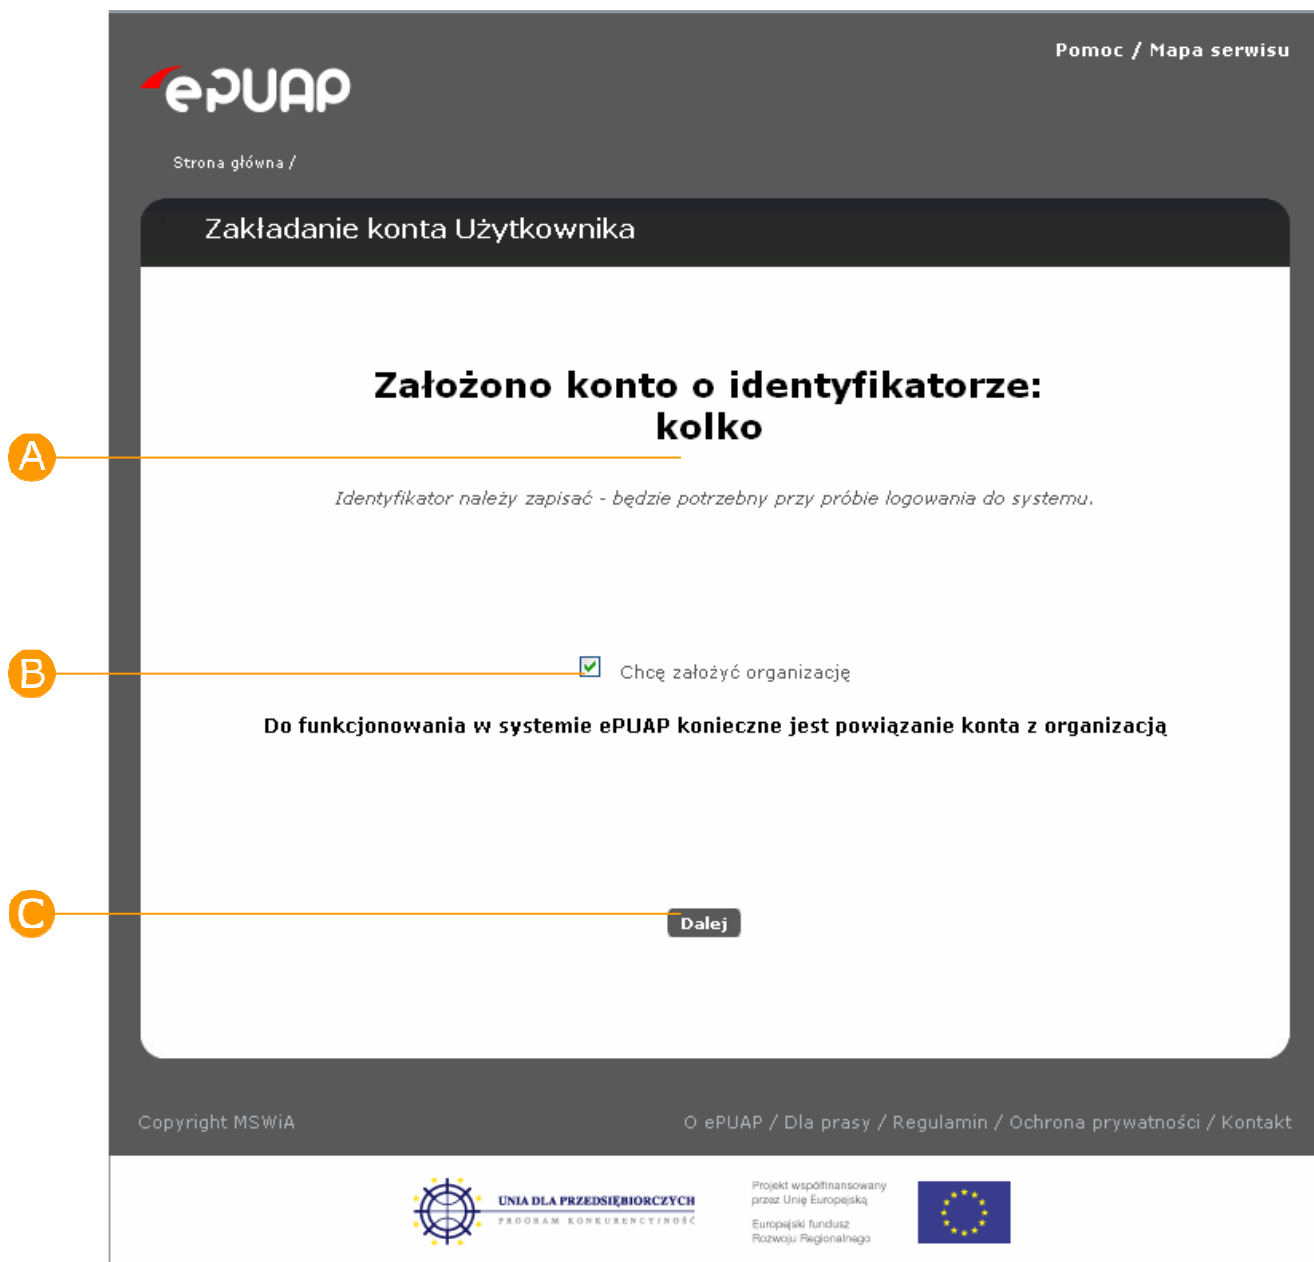 Pomoc / Mapa serwisu
ePUAP
Strona główna /
Zakładanie konta Użytkownika
Założono konto o identyfikatorze:
kolko
A
Identyfikator należy zapisać - będzie potrzebny przy próbie logowania do systemu.
B
Chcę założyć organizację
Do funkcjonowania w systemie ePUAP konieczne jest powiązanie konta z organizacją
C
Dalej
Copyright MSWiA
O ePUAP / Dla prasy / Regulamin / Ochrona prywatności / Kontakt
UNIA DLA PRZEDSIĘBIORCZYCH
PROGRAM KONKURENCYJNOŚĆ
Projekt współfinansowany
przez Unię Europejską
Europejski fundusz
Rozwoju Regionalnego